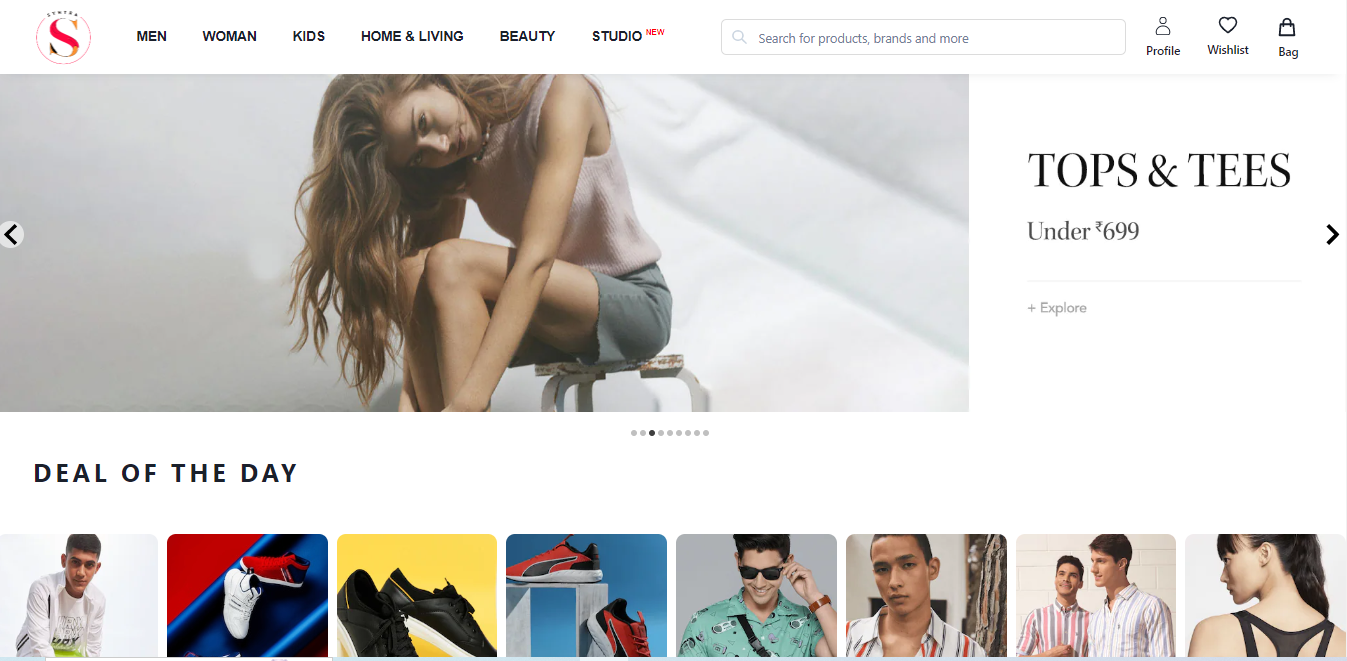 SYNTRA
MEN WOMAN KIDS HOME & LIVING BEAUTY STUDIO NEW
Search for products, brands and more
Profile Wishlist Bag
TOPS & TEES
Under ₹699
+ Explore
DEAL OF THE DAY